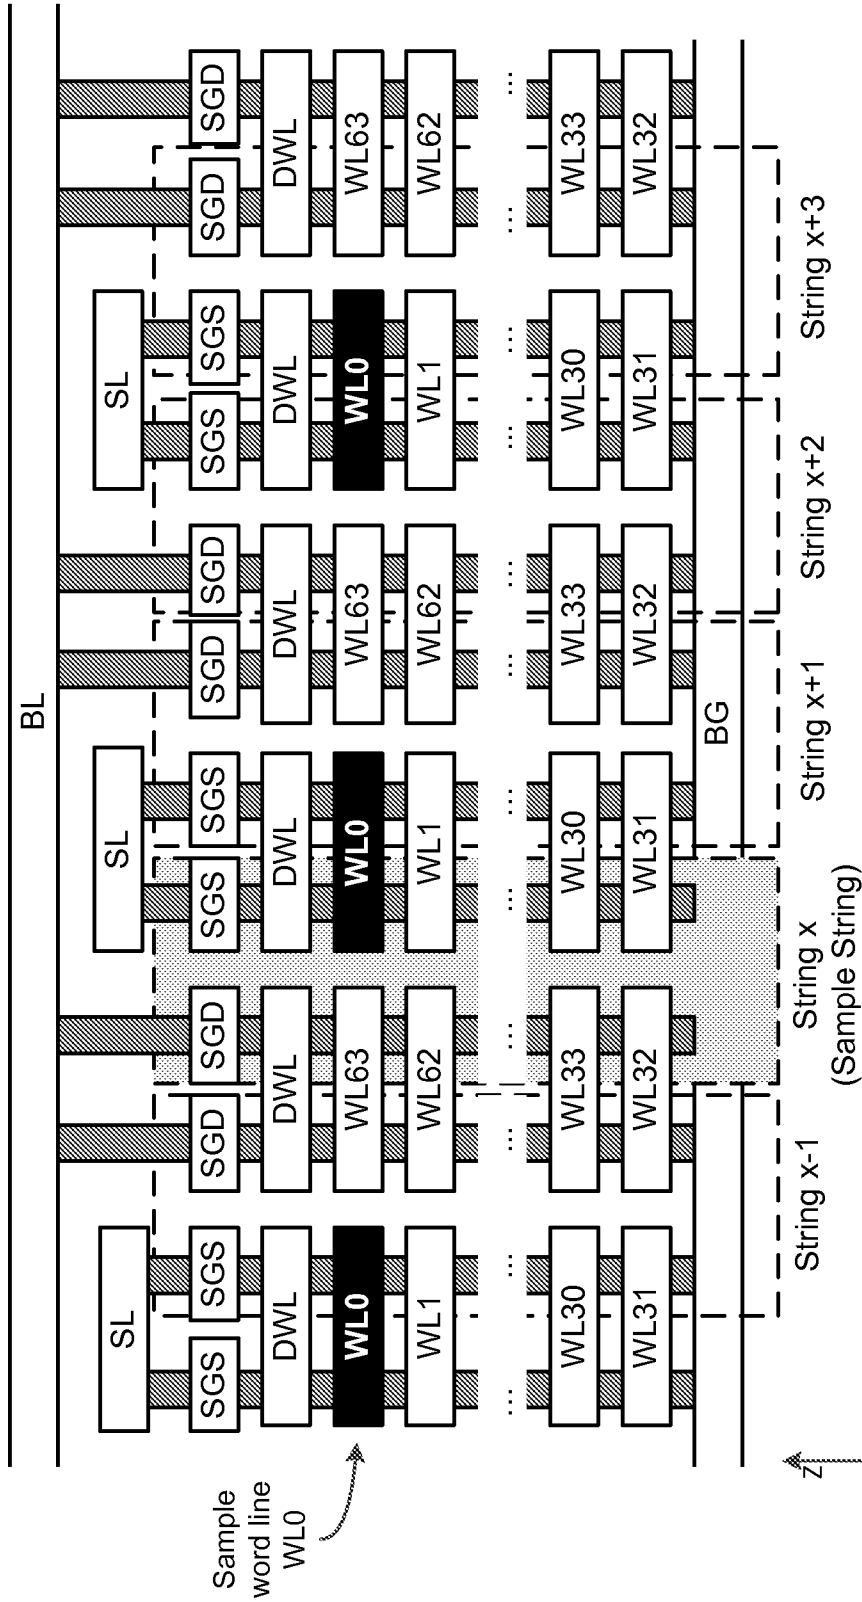 BL
SL SL SL
SGS SGS SGD SGD SGS SGS SGD SGD SGS SGS SGD SGD
DWL DWL DWL DWL DWL DWL
Sample
word line
WL0
WL0 WL63 WL0 WL63 WL0 WL63
WL1 WL62 WL1 WL62 WL1 WL62
... ... ... ... ... ... ... ... ... ... ... ...
WL30 WL33 WL30 WL33 WL30 WL33
WL31 WL32 WL31 WL32 WL31 WL32
BG
z
String x-1 String x String x+1 String x+2 String x+3
(Sample String)